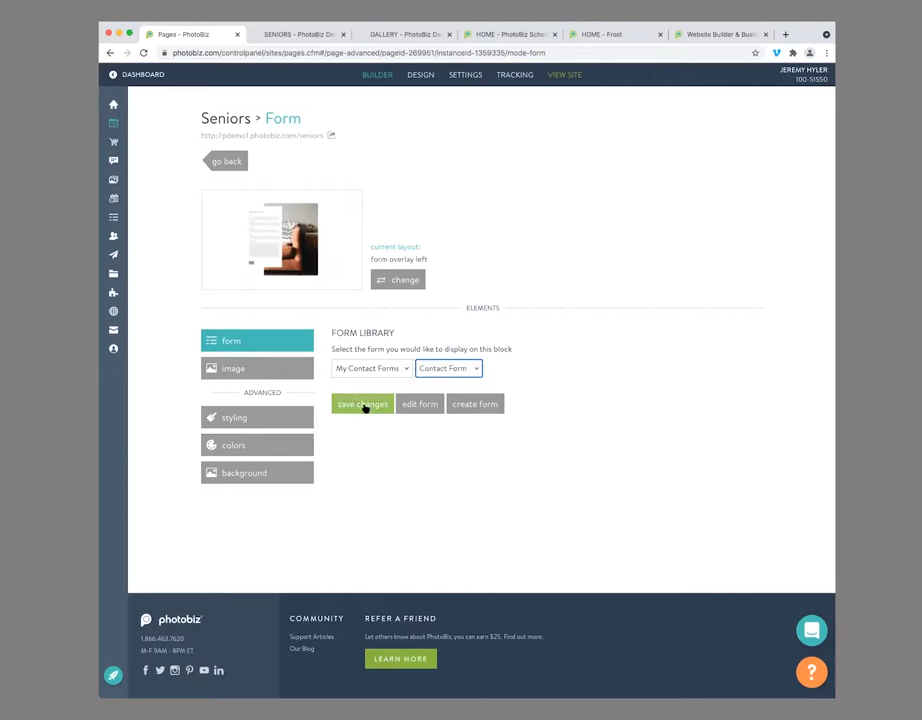 Pages - PhotoBiz
SENIORS - PhotoBiz De
GALLERY - PhotoBiz De
HOME - PhotoBiz Sche
HOME - Frost
Website Builder & Busin
photobiz.com/controlpanel/sites/pages.cfm#/page-advanced/pageId-269951/instanceId-1359335/mode-form
DASHBOARD
BUILDER
DESIGN
SETTINGS
TRACKING
VIEW SITE
JEREMY HYLER
100-51550
Seniors > Form
http://pdemo1.photobiz.com/seniors
go back
current layout:
form overlay left
change
ELEMENTS
form
image
ADVANCED
styling
colors
background
FORM LIBRARY
Select the form you would like to display on this block
My Contact Forms
Contact Form
save changes
edit form
create form
photobiz
1.866.463.7620
M-F 9AM - 8PM ET
COMMUNITY
Support Articles
Our Blog
REFER A FRIEND
Let others know about PhotoBiz, you can earn $25. Find out more.
LEARN MORE